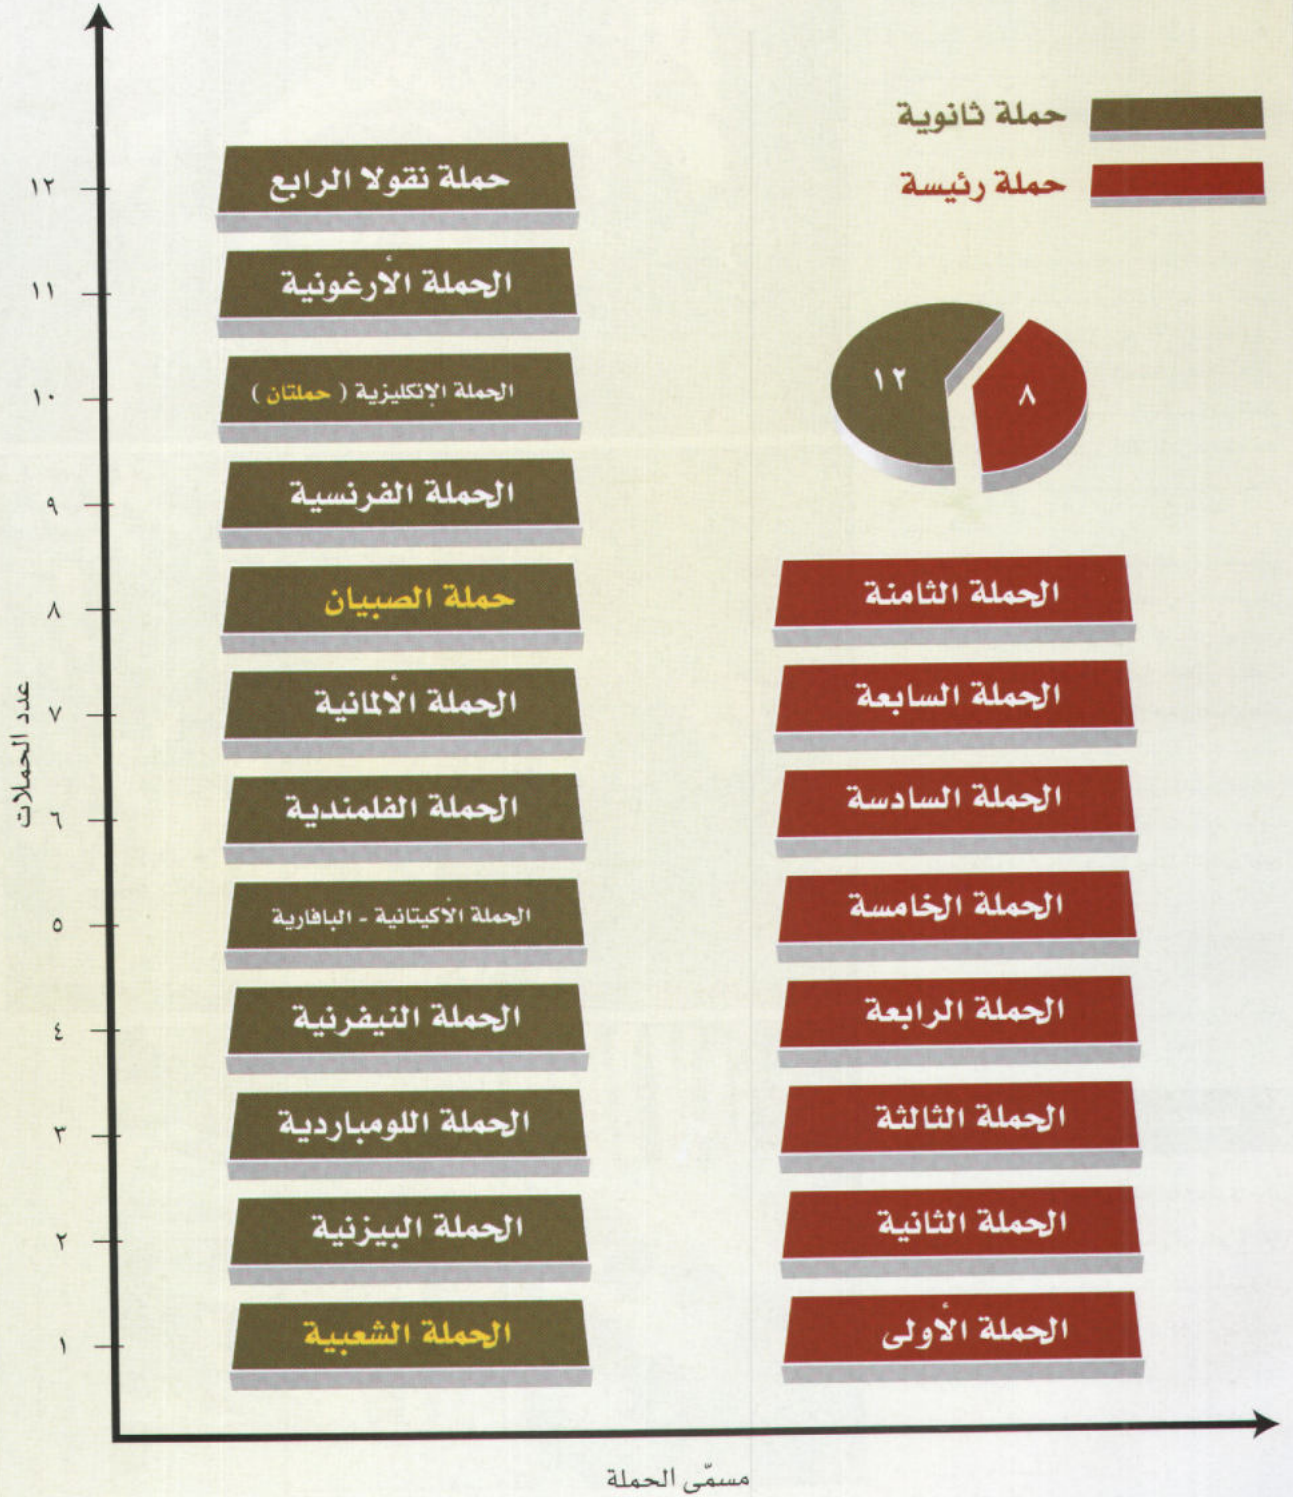 حملة ثانوية
حملة رئيسة
٨
١٢
الحملة الثامنة
الحملة السابعة
الحملة السادسة
الحملة الخامسة
الحملة الرابعة
الحملة الثالثة
الحملة الثانية
الحملة الأولى
حملة نقولا الرابع
الحملة الأرغونية
الحملة الإنكليزية ( حملتان )
الحملة الفرنسية
حملة الصبيان
الحملة الألمانية
الحملة الفلمندية
الحملة الأكيتانية - البافارية
الحملة النيفرنية
الحملة اللومباردية
الحملة البيزنية
الحملة الشعبية
١٢
١١
١٠
٩
٨
٧
٦
٥
٤
٣
٢
١
عدد الحملات
مسمّى الحملة